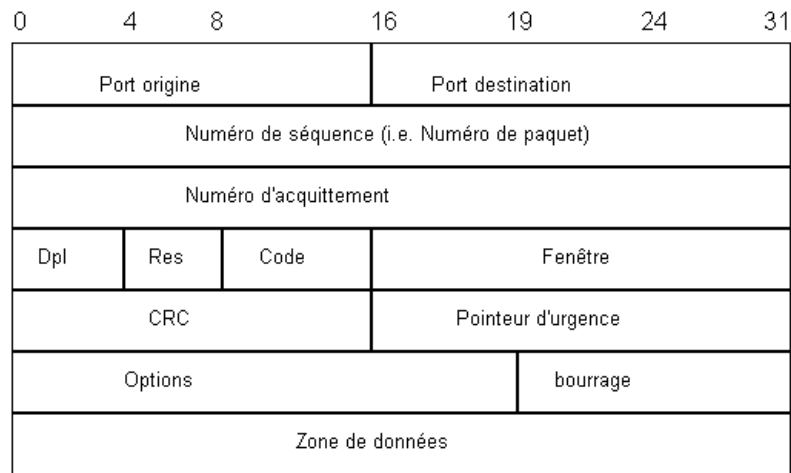 0 4 8 16 19 24 31
Port origine Port destination
Numéro de séquence (i.e. Numéro de paquet)
Numéro d'acquittement
Dpl Res Code Fenêtre
CRC Pointeur d'urgence
Options bourrage
Zone de données